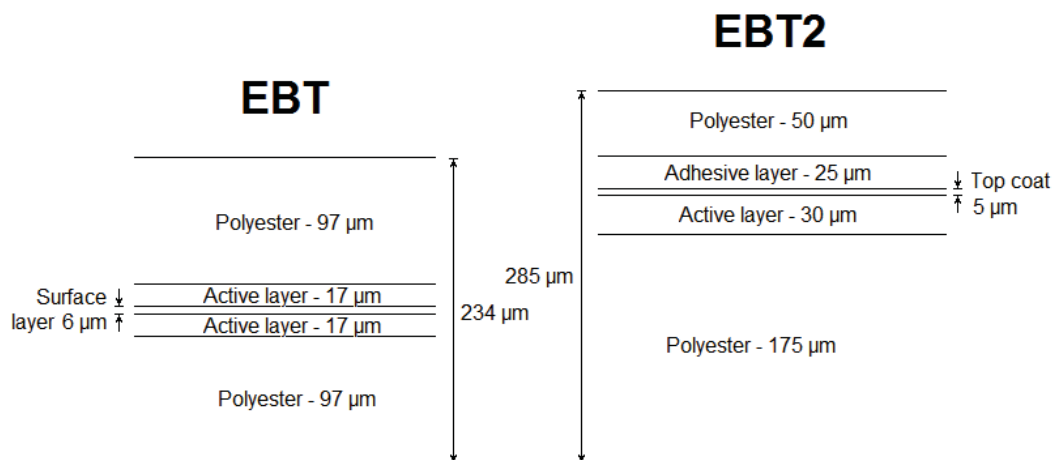 EBT
Polyester - 97 µm
Surface
layer 6 µm
Active layer - 17 µm
Active layer - 17 µm
Polyester - 97 µm
234 µm
EBT2
285 µm
Polyester - 50 µm
Adhesive layer - 25 µm
Top coat
5 µm
Active layer - 30 µm
Polyester - 175 µm